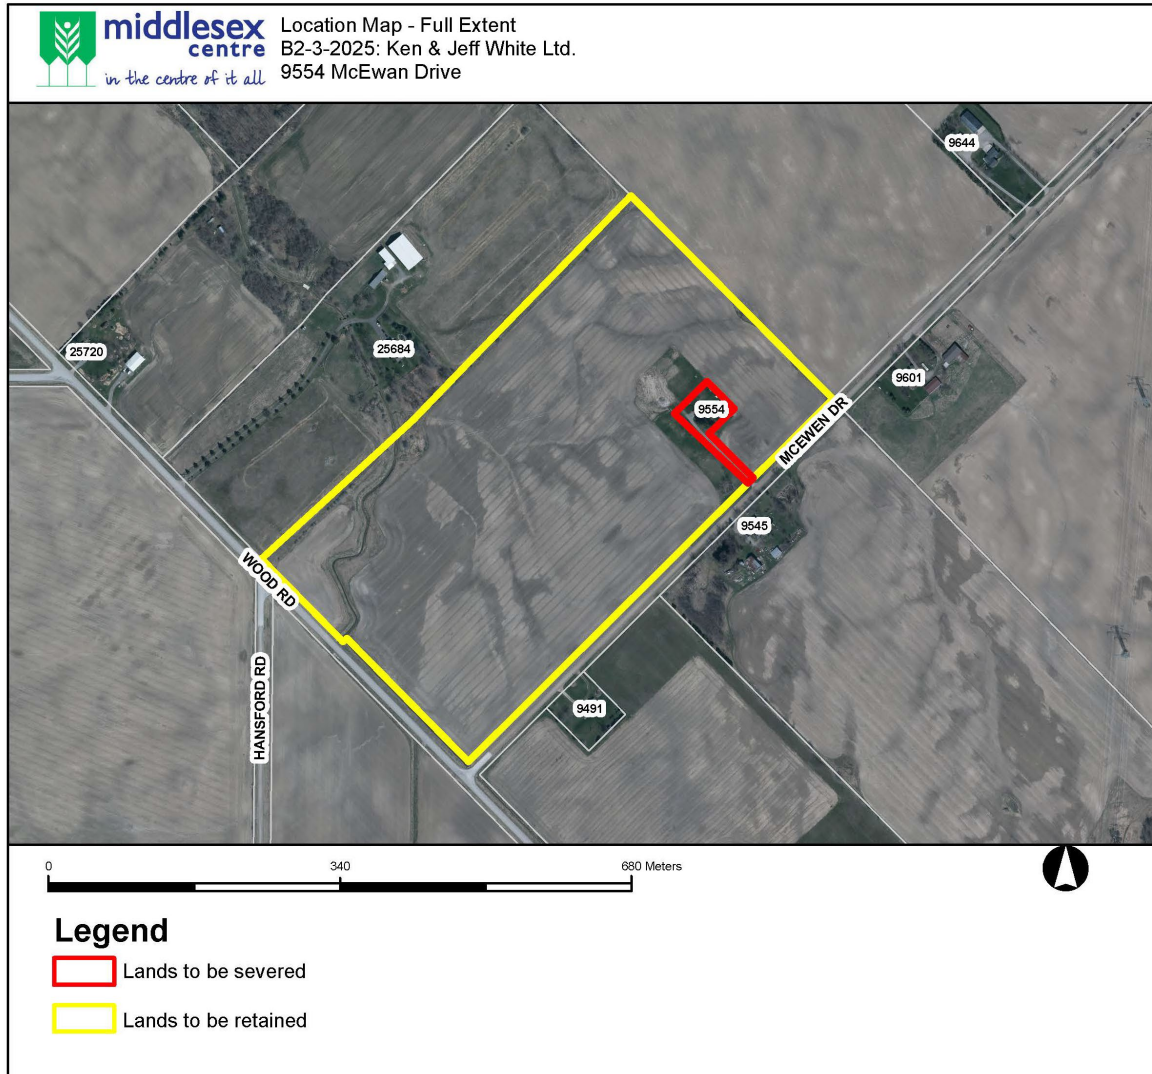 middlesex
centre
in the centre of it all
Location Map - Full Extent
B2-3-2025: Ken & Jeff White Ltd.
9554 McEwan Drive
9644
25720
25684
9601
9554
MCEWEN DR
9545
WOOD RD
HANSFORD RD
9491
0 340 680 Meters
Legend
Lands to be severed
Lands to be retained